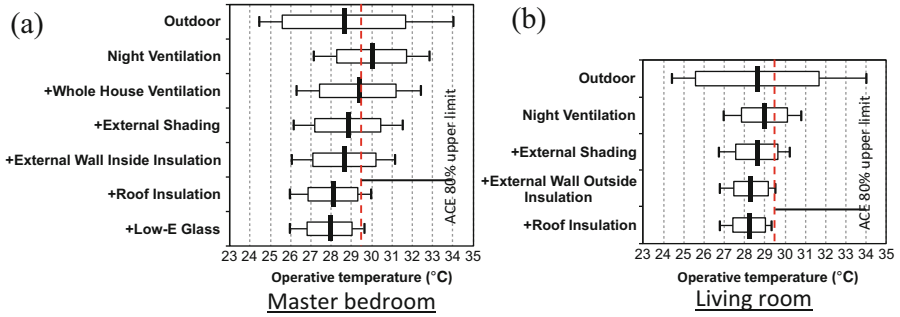 (a)
Outdoor
Night Ventilation
+Whole House Ventilation
+External Shading
+External Wall Inside Insulation
+Roof Insulation
+Low-E Glass
ACE 80% upper limit
23 24 25 26 27 28 29 30 31 32 33 34 35
Operative temperature (°C)
Master bedroom
(b)
Outdoor
Night Ventilation
+External Shading
+External Wall Outside
Insulation
+Roof Insulation
ACE 80% upper limit
23 24 25 26 27 28 29 30 31 32 33 34 35
Operative temperature (°C)
Living room